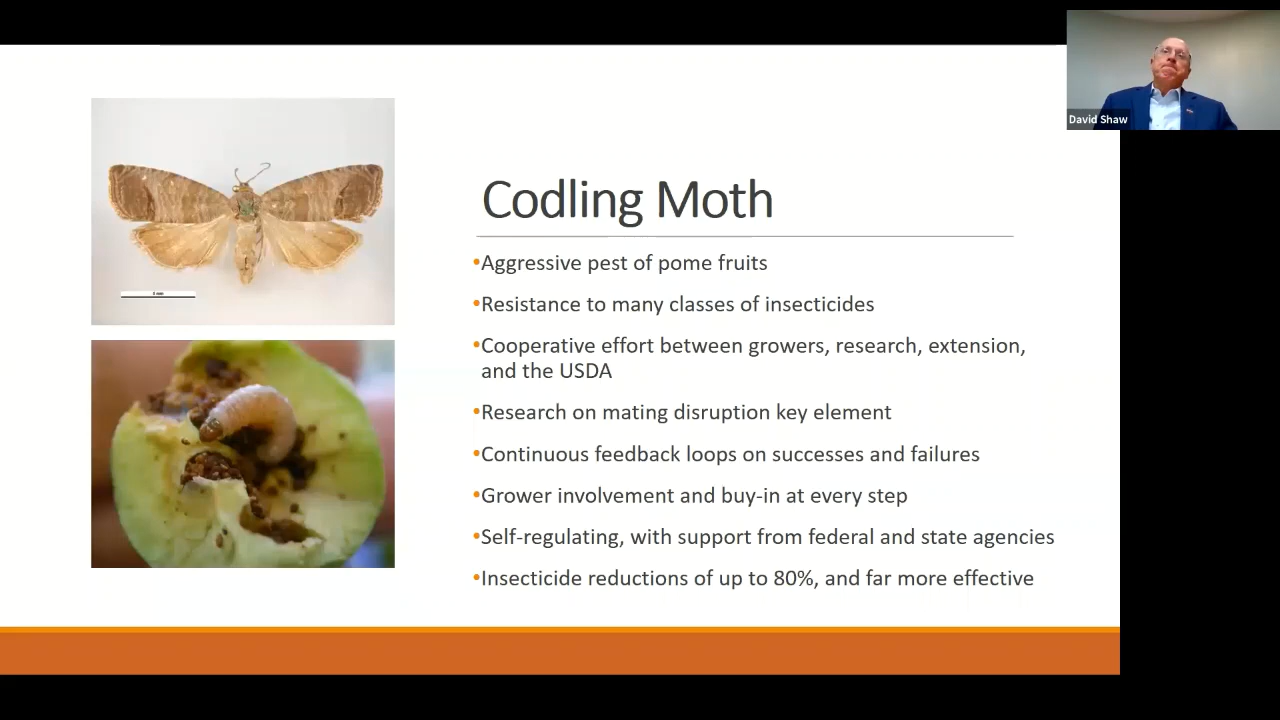 David Shaw
Codling Moth
•Aggressive pest of pome fruits
•Resistance to many classes of insecticides
•Cooperative effort between growers, research, extension,
and the USDA
•Research on mating disruption key element
•Continuous feedback loops on successes and failures
•Grower involvement and buy-in at every step
•Self-regulating, with support from federal and state agencies
•Insecticide reductions of up to 80%, and far more effective